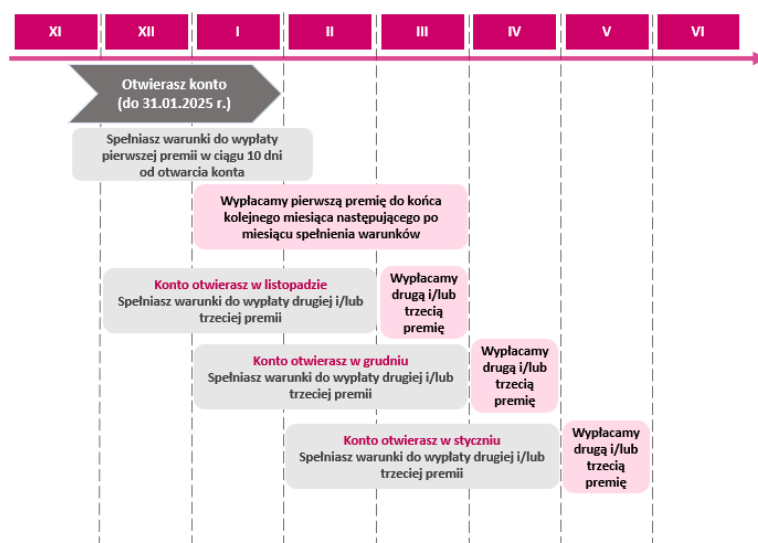 XI XII I II III IV V VI
Otwierasz konto
(do 31.01.2025 r.)
Spełniasz warunki do wypłaty
pierwszej premii w ciągu 10 dni
od otwarcia konta
Wypłacamy pierwszą premię do końca
kolejnego miesiąca następującego po
miesiącu spełnienia warunków
Konto otwierasz w listopadzie
Spełniasz warunki do wypłaty drugiej i/lub
trzeciej premii
Wypłacamy
drugą i/lub
trzecią
premię
Konto otwierasz w grudniu
Spełniasz warunki do wypłaty drugiej i/lub
trzeciej premii
Wypłacamy
drugą i/lub
trzecią
premię
Konto otwierasz w styczniu
Spełniasz warunki do wypłaty drugiej i/lub
trzeciej premii
Wypłacamy
drugą i/lub
trzecią
premię